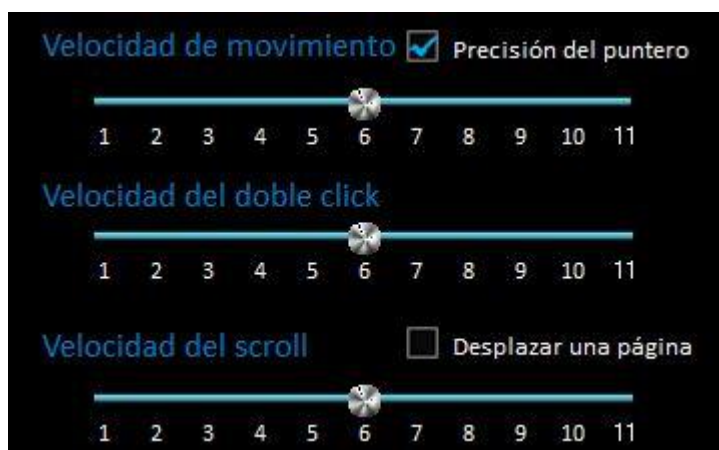 Velocidad de movimiento Precisión del puntero
1 2 3 4 5 6 7 8 9 10 11
Velocidad del doble click
1 2 3 4 5 6 7 8 9 10 11
Velocidad del scroll Desplazar una página
1 2 3 4 5 6 7 8 9 10 11